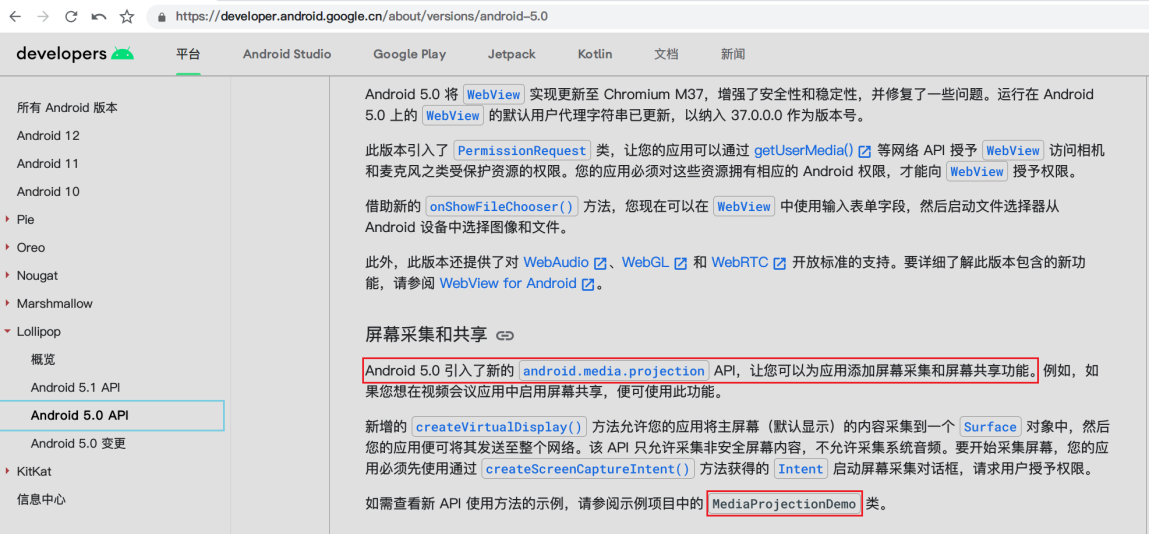 https://developer.android.google.cn/about/versions/android-5.0
developers 平台 Android Studio Google Play Jetpack Kotlin 文档 新闻
所有 Android 版本
Android 12
Android 11
Android 10
Pie
Oreo
Nougat
Marshmallow
Lollipop
概览
Android 5.1 API
Android 5.0 API
Android 5.0 变更
KitKat
信息中心
Android 5.0 将 WebView 实现更新至 Chromium M37，增强了安全性和稳定性，并修复了一些问题。运行在 Android
5.0 上的 WebView 的默认用户代理字符串已更新，以纳入 37.0.0.0 作为版本号。
此版本引入了 PermissionRequest 类，让您的应用可以通过 getUserMedia() 等网络 API 授予 WebView 访问相机
和麦克风之类受保护资源的权限。您的应用必须对这些资源拥有相应的 Android 权限，才能向 WebView 授予权限。
借助新的 onShowFileChooser() 方法，您现在可以在 WebView 中使用输入表单字段，然后启动文件选择器从
Android 设备中选择图像和文件。
此外，此版本还提供了对 WebAudio、WebGL 和 WebRTC 开放标准的支持。要详细了解此版本包含的新功
能，请参阅 WebView for Android。
屏幕采集和共享
Android 5.0 引入了新的 android.media.projection API，让您可以为应用添加屏幕采集和屏幕共享功能。例如，如
果您想在视频会议应用中启用屏幕共享，便可使用此功能。
新增的 createVirtualDisplay() 方法允许您的应用将主屏幕（默认显示）的内容采集到一个 Surface 对象中，然后
您的应用便可将其发送至整个网络。该 API 只允许采集非安全屏幕内容，不允许采集系统音频。要开始采集屏幕，您的应
用必须先使用通过 createScreenCaptureIntent() 方法获得的 Intent 启动屏幕采集对话框，请求用户授予权限。
如需查看新 API 使用方法的示例，请参阅示例项目中的 MediaProjectionDemo 类。